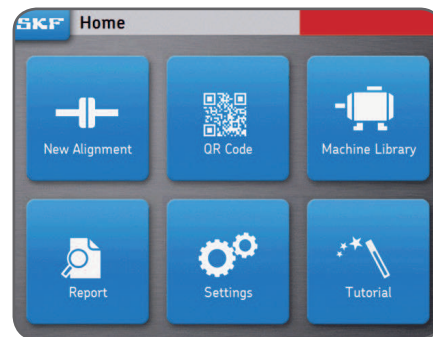 SKF Home
New Alignment
QR Code
Machine Library
Report
Settings
Tutorial